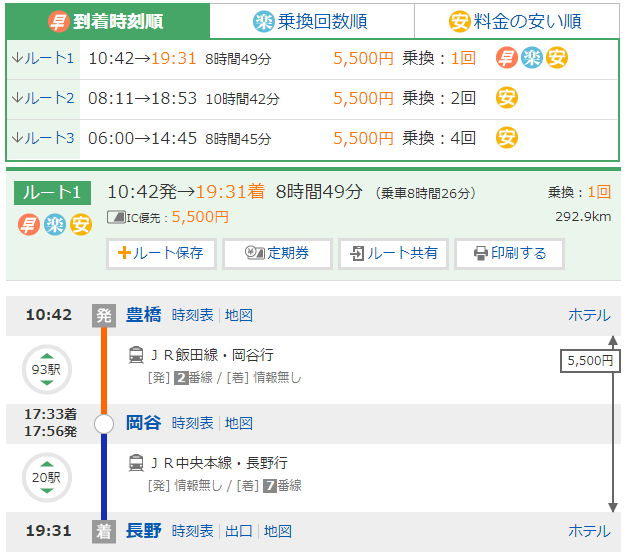 早 到着時刻順 楽 乗換回数順 安 料金の安い順
↓ルート1 10:42→19:31 8時間49分 5,500円 乗換：1回 早 楽 安
↓ルート2 08:11→18:53 10時間42分 5,500円 乗換：2回 安
↓ルート3 06:00→14:45 8時間45分 5,500円 乗換：4回 安
ルート1 10:42発→19:31着 8時間49分 （乗車8時間26分） 乗換：1回
早 楽 安 IC優先：5,500円 292.9km
ルート保存 定期券 ルート共有 印刷する
10:42 発 豊橋 時刻表 | 地図 ホテル
ＪＲ飯田線・岡谷行 5,500円
93駅 [発] 2番線 / [着] 情報無し
17:33着
17:56発 岡谷 時刻表 | 地図
ＪＲ中央本線・長野行
20駅 [発] 情報無し / [着] 7番線
19:31 着 長野 時刻表 | 出口 | 地図 ホテル